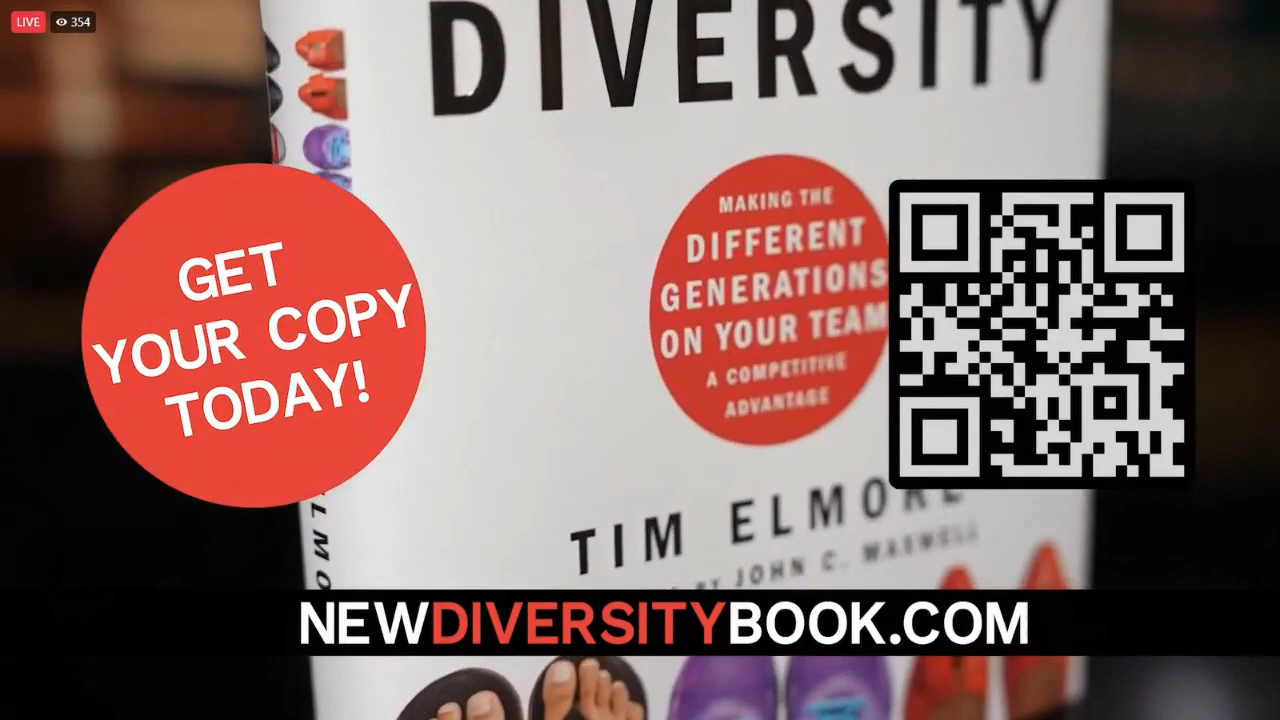 LIVE 354
DIVERSITY
MAKING THE
DIFFERENT
GENERATIONS
ON YOUR TEAM
A COMPETITIVE
ADVANTAGE
GET
YOUR COPY
TODAY!
TIM ELMORE
BY JOHN C. MAXWELL
NEWDIVERSITYBOOK.COM